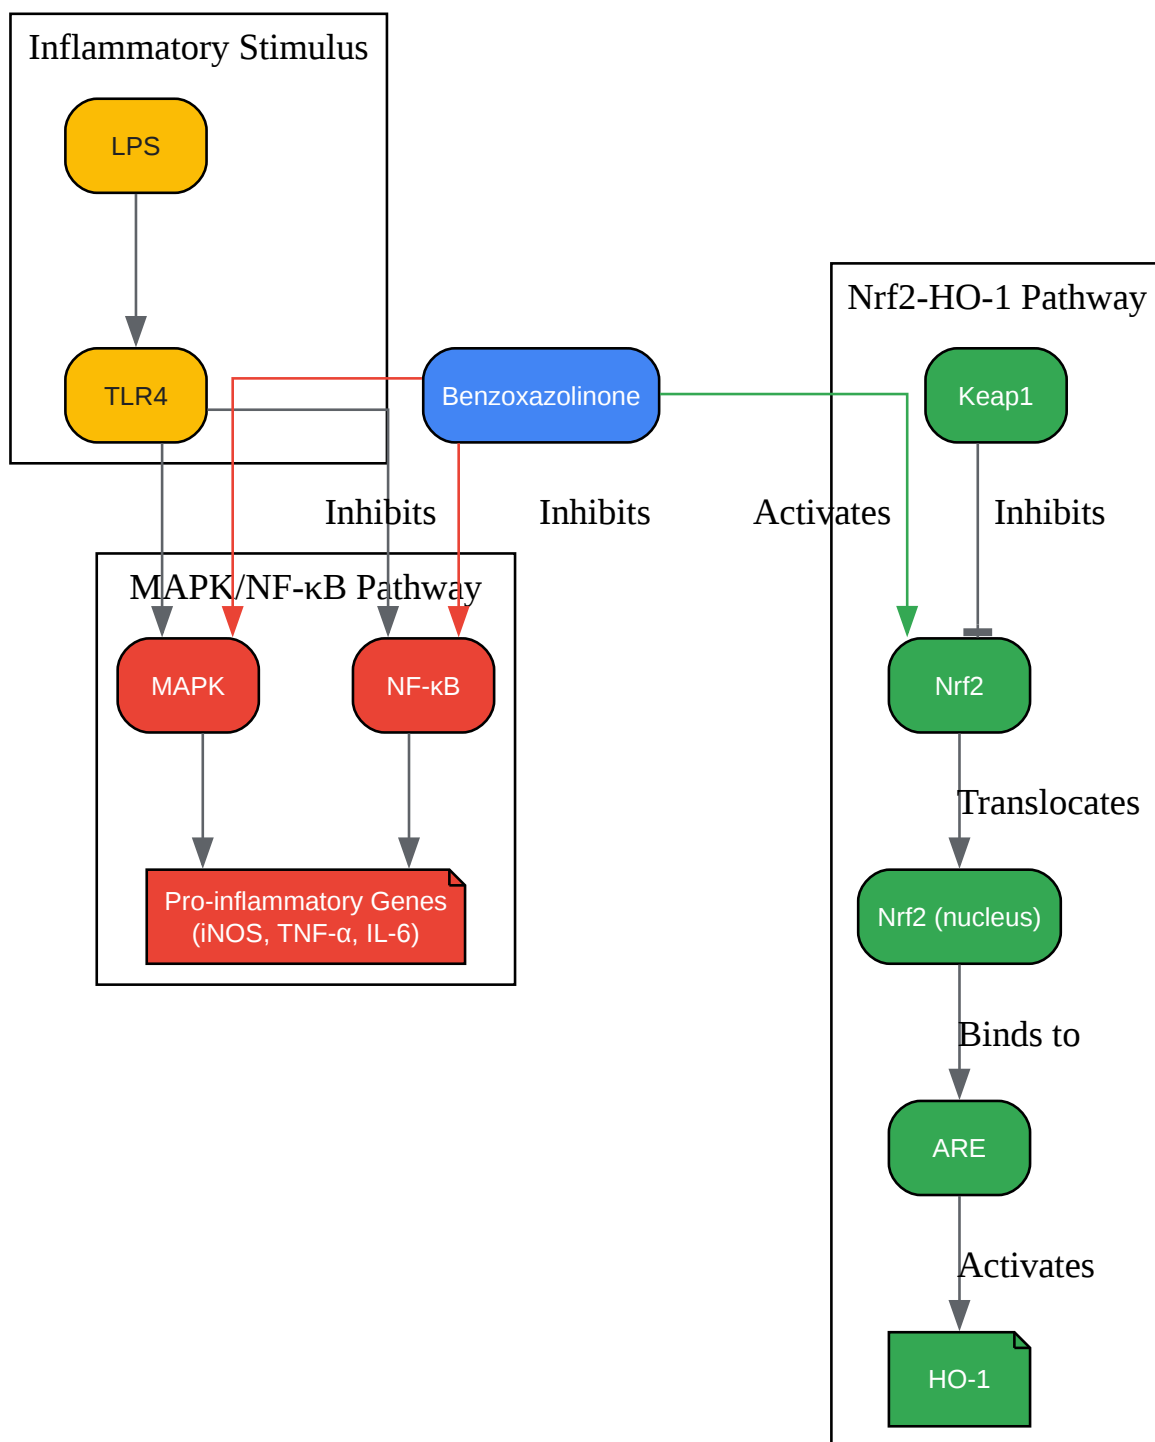 Inflammatory Stimulus
LPS
Nrf2-HO-1 Pathway
TLR4
Benzoxazolinone
Keap1
Inhibits
Inhibits
Activates
Inhibits
MAPK/NF-κB Pathway
MAPK
NF-κB
Nrf2
Translocates
Pro-inflammatory Genes
(iNOS, TNF-α, IL-6)
Nrf2 (nucleus)
Binds to
ARE
Activates
HO-1